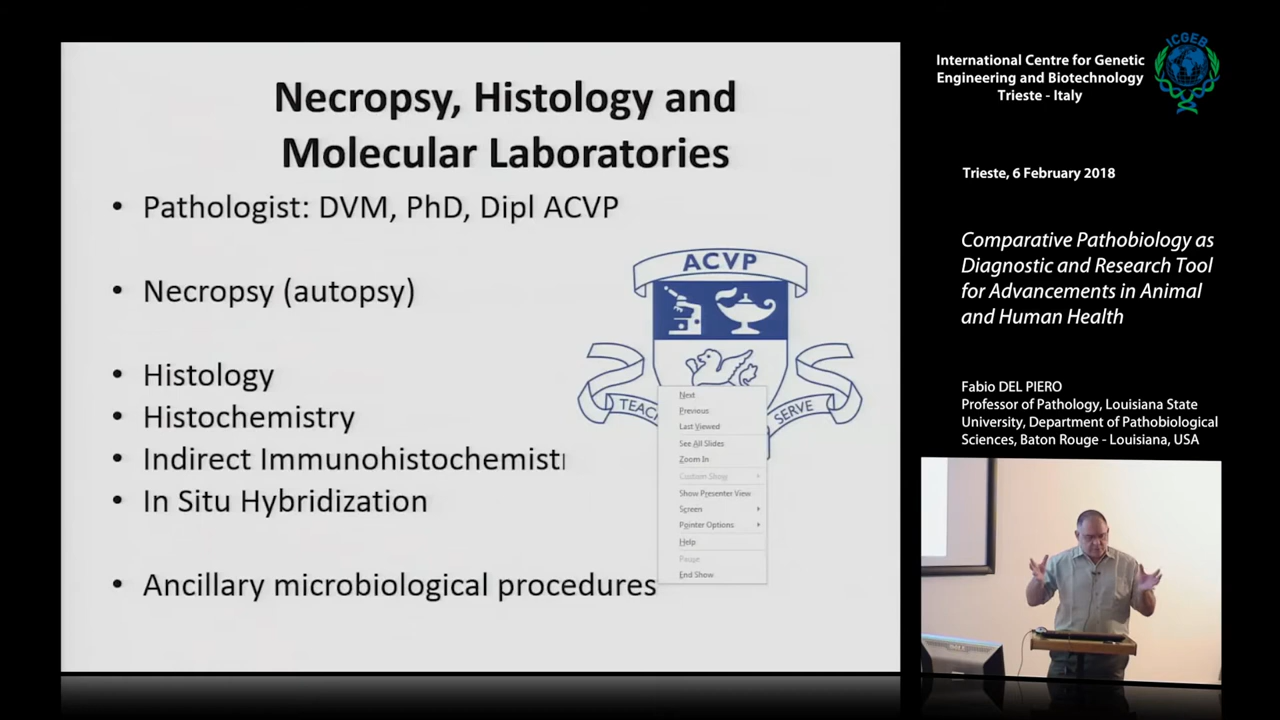 Necropsy, Histology and
Molecular Laboratories
• Pathologist: DVM, PhD, Dipl ACVP
• Necropsy (autopsy)
• Histology
• Histochemistry
• Indirect Immunohistochemist
• In Situ Hybridization
• Ancillary microbiological procedures
ACVP
SERVE
Next
Previous
Last Viewed
See All Slides
Zoom In
Custom Show
Show Presenter View
Screen
Pointer Options
Help
Pause
End Show
ICGEB
International Centre for Genetic
Engineering and Biotechnology
Trieste - Italy
Trieste, 6 February 2018
Comparative Pathobiology as
Diagnostic and Research Tool
for Advancements in Animal
and Human Health
Fabio DEL PIERO
Professor of Pathology, Louisiana State
University, Department of Pathobiological
Sciences, Baton Rouge - Louisiana, USA